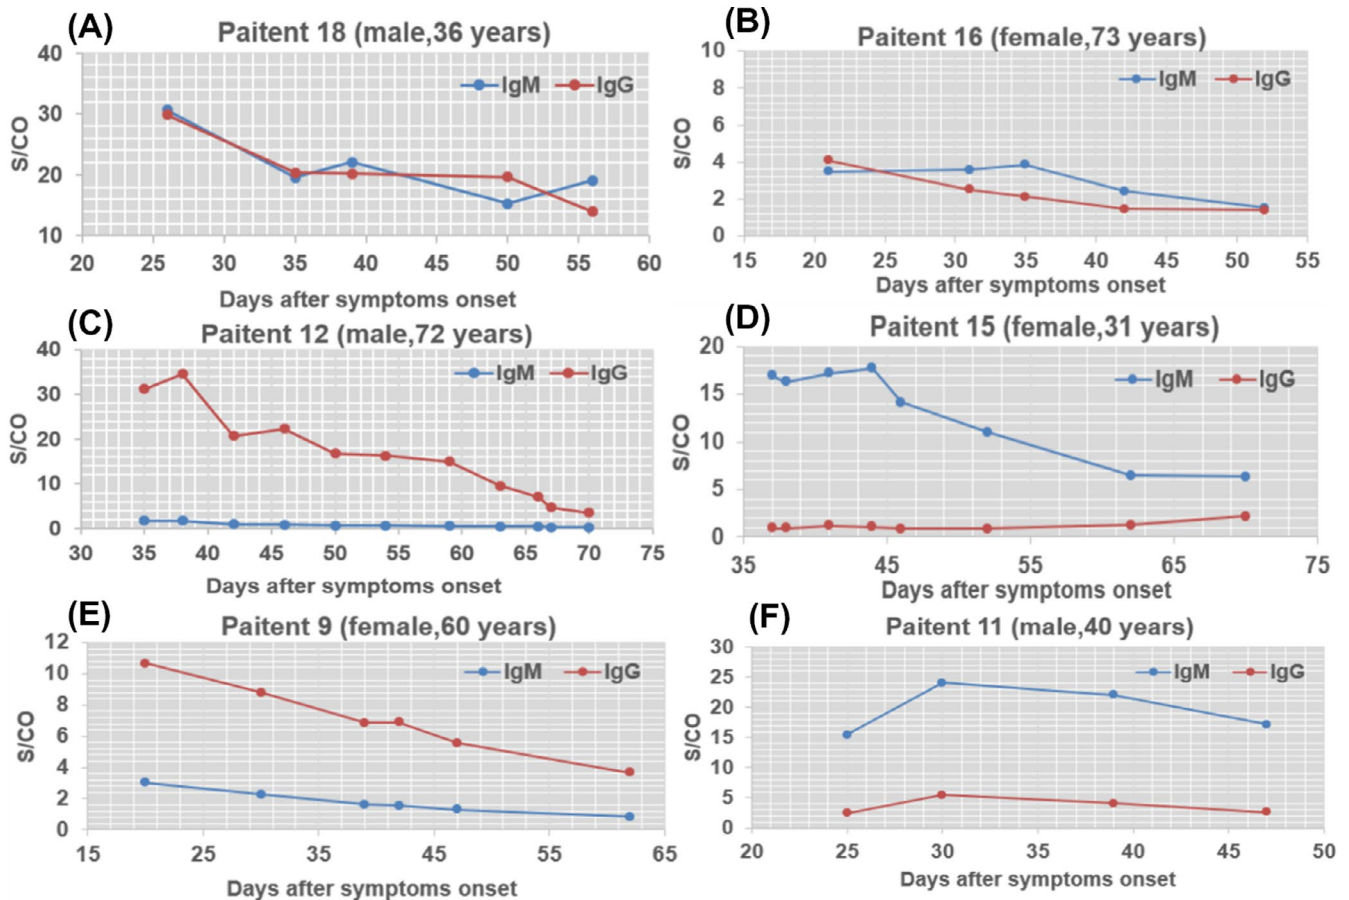 (A)
Paitent 18 (male,36 years)
IgM IgG
40
30
20
10
S/CO
20 25 30 35 40 45 50 55 60
Days after symptoms onset
(B)
Paitent 16 (female,73 years)
IgM IgG
10
8
6
4
2
0
S/CO
15 20 25 30 35 40 45 50 55
Days after symptoms onset
(C)
Paitent 12 (male,72 years)
IgM IgG
40
30
20
10
0
S/CO
30 35 40 45 50 55 60 65 70 75
Days after symptoms onset
(D)
Paitent 15 (female,31 years)
IgM IgG
20
15
10
5
0
S/CO
35 45 55 65 75
Days after symptoms onset
(E)
Paitent 9 (female,60 years)
IgM IgG
12
10
8
6
4
2
0
S/CO
15 25 35 45 55 65
Days after symptoms onset
(F)
Paitent 11 (male,40 years)
IgM IgG
30
25
20
15
10
5
0
S/CO
20 25 30 35 40 45 50
Days after symptoms onset